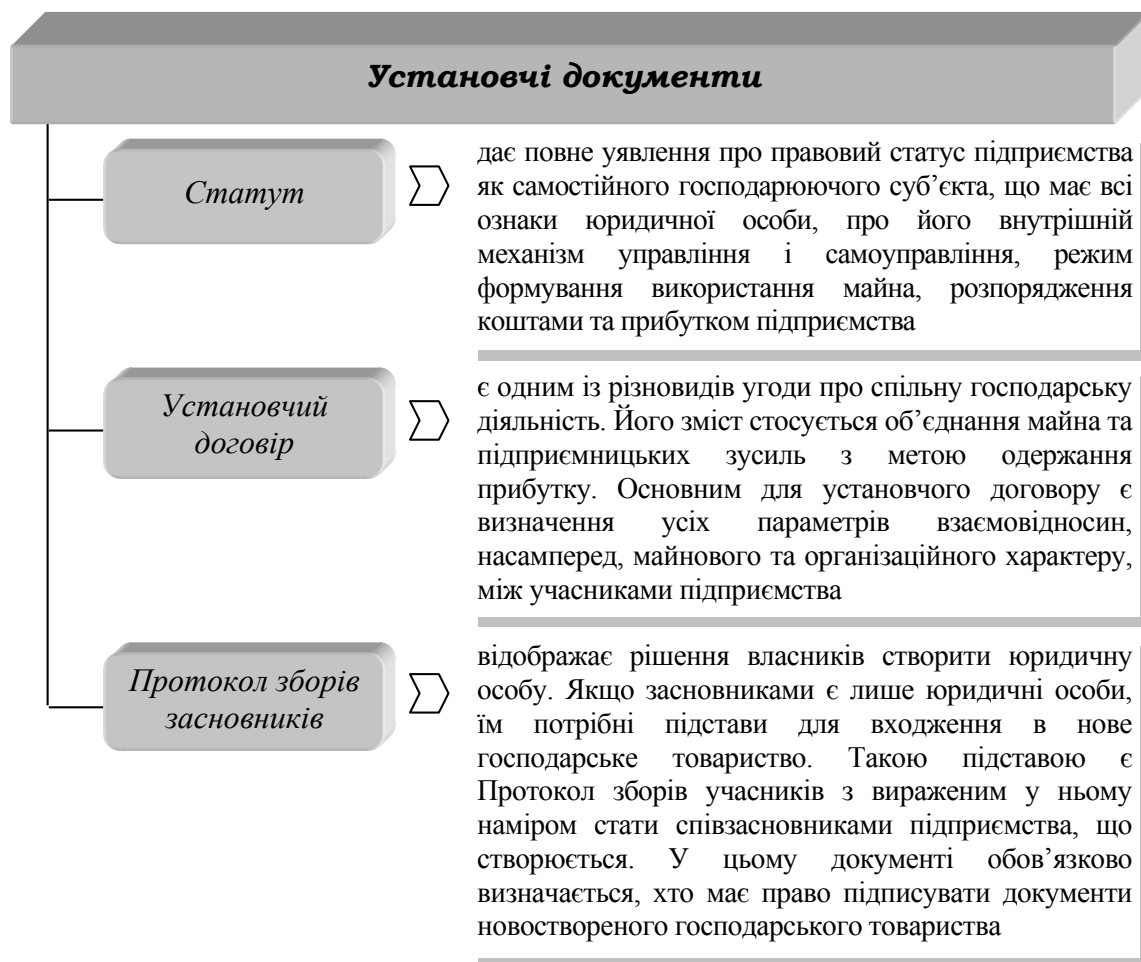 Установчі документи
Статут
дає повне уявлення про правовий статус підприємства
як самостійного господарюючого суб’єкта, що має всі
ознаки юридичної особи, про його внутрішній
механізм управління і самоуправління, режим
формування використання майна, розпорядження
коштами та прибутком підприємства
Установчий
договір
є одним із різновидів угоди про спільну господарську
діяльність. Його зміст стосується об’єднання майна та
підприємницьких зусиль з метою одержання
прибутку. Основним для установчого договору є
визначення усіх параметрів взаємовідносин,
насамперед, майнового та організаційного характеру,
між учасниками підприємства
Протокол зборів
засновників
відображає рішення власників створити юридичну
особу. Якщо засновниками є лише юридичні особи,
їм потрібні підстави для входження в нове
господарське товариство. Такою підставою є
Протокол зборів учасників з вираженим у ньому
наміром стати співзасновниками підприємства, що
створюється. У цьому документі обов’язково
визначається, хто має право підписувати документи
новоствореного господарського товариства